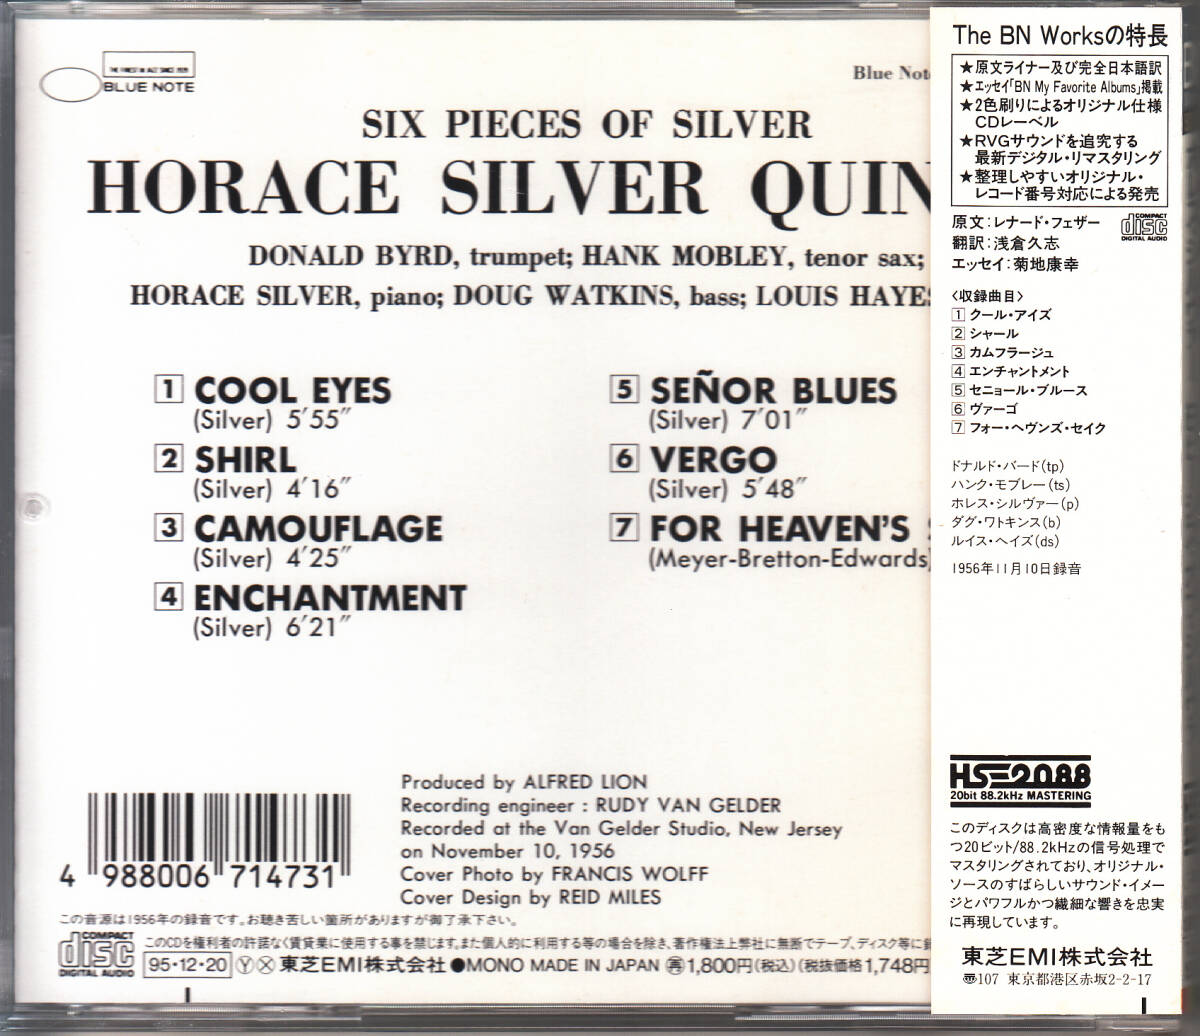 THE FINEST IN JAZZ SINCE 1939
BLUE NOTE
Blue Note
SIX PIECES OF SILVER
HORACE SILVER QUIN
DONALD BYRD, trumpet; HANK MOBLEY, tenor sax;
HORACE SILVER, piano; DOUG WATKINS, bass; LOUIS HAYES
1 COOL EYES
(Silver) 5'55"
2 SHIRL
(Silver) 4'16"
3 CAMOUFLAGE
(Silver) 4'25"
4 ENCHANTMENT
(Silver) 6'21"
5 SEÑOR BLUES
(Silver) 7'01"
6 VERGO
(Silver) 5'48"
7 FOR HEAVEN'S S
(Meyer-Bretton-Edwards)
Produced by ALFRED LION
Recording engineer : RUDY VAN GELDER
Recorded at the Van Gelder Studio, New Jersey
on November 10, 1956
Cover Photo by FRANCIS WOLFF
Cover Design by REID MILES
4 988006 714731
この音源は1956年の録音です。お聴き苦しい箇所がありますが御了承下さい。
COMPACT
disc
DIGITAL AUDIO
このCDを権利者の許諾なく賃貸業に使用する事を禁じます。また個人的に利用する等の場合を除き、著作権法上弊社に無断でテープ、ディスク等に録
95・12・20 Ⓨ Ⓧ 東芝EMI株式会社 ●MONO MADE IN JAPAN 再 1,800円(税込)(税抜価格1,748円)
The BN Worksの特長
★原文ライナー及び完全日本語訳
★エッセイ「BN My Favorite Albums」掲載
★2色刷りによるオリジナル仕様
CDレーベル
★RVGサウンドを追究する
最新デジタル・リマスタリング
★整理しやすいオリジナル・
レコード番号対応による発売
原文：レナード・フェザー
翻訳：浅倉久志
エッセイ：菊地康幸
COMPACT
disc
DIGITAL AUDIO
〈収録曲目〉
1 クール・アイズ
2 シャール
3 カムフラージュ
4 エンチャントメント
5 セニョール・ブルース
6 ヴァーゴ
7 フォー・ヘヴンズ・セイク
ドナルド・バード(tp)
ハンク・モブレー(ts)
ホレス・シルヴァー(p)
ダグ・ワトキンス(b)
ルイス・ヘイズ(ds)
1956年11月10日録音
HS-2088
20bit 88.2kHz MASTERING
このディスクは高密度な情報量をも
つ20ビット/88.2kHzの信号処理で
マスタリングされており、オリジナル・
ソースのすばらしいサウンド・イメー
ジとパワフルかつ繊細な響きを忠実
に再現しています。
東芝EMI株式会社
〠107 東京都港区赤坂2-2-17